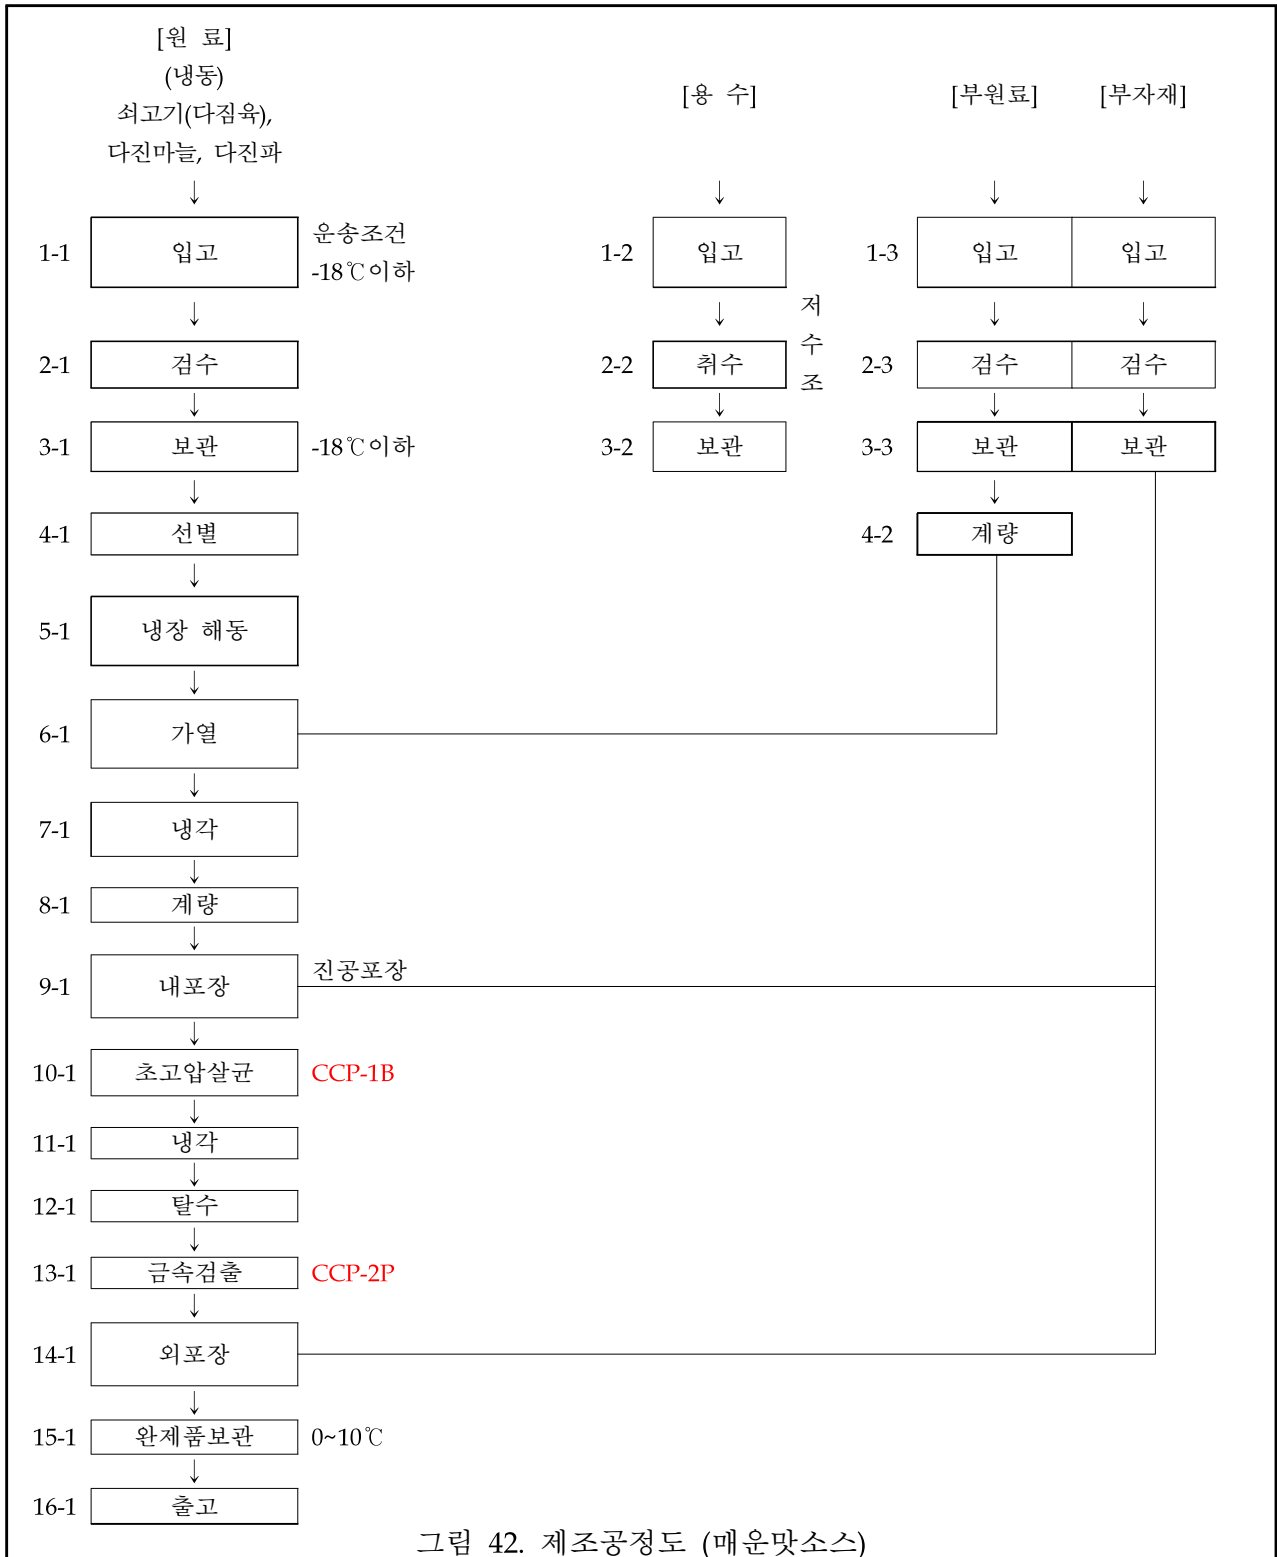 [원 료]
(냉동)
쇠고기(다짐육),
다진마늘, 다진파
[용 수]
[부원료]
[부자재]
↓ ↓ ↓ ↓
1-1 입고 운송조건
-18℃이하
1-2 입고
1-3 입고 입고
↓ ↓ ↓ ↓
저
수
조
2-1 검수
2-2 취수
2-3 검수 검수
↓ ↓ ↓ ↓
3-1 보관 -18℃이하
3-2 보관
3-3 보관 보관
↓ ↓
4-1 선별
4-2 계량
↓
5-1 냉장 해동
↓
6-1 가열
↓
7-1 냉각
↓
8-1 계량
↓
9-1 내포장 진공포장
↓
10-1 초고압살균 CCP-1B
↓
11-1 냉각
↓
12-1 탈수
↓
13-1 금속검출 CCP-2P
↓
14-1 외포장
↓
15-1 완제품보관 0~10℃
↓
16-1 출고
그림 42. 제조공정도 (매운맛소스)